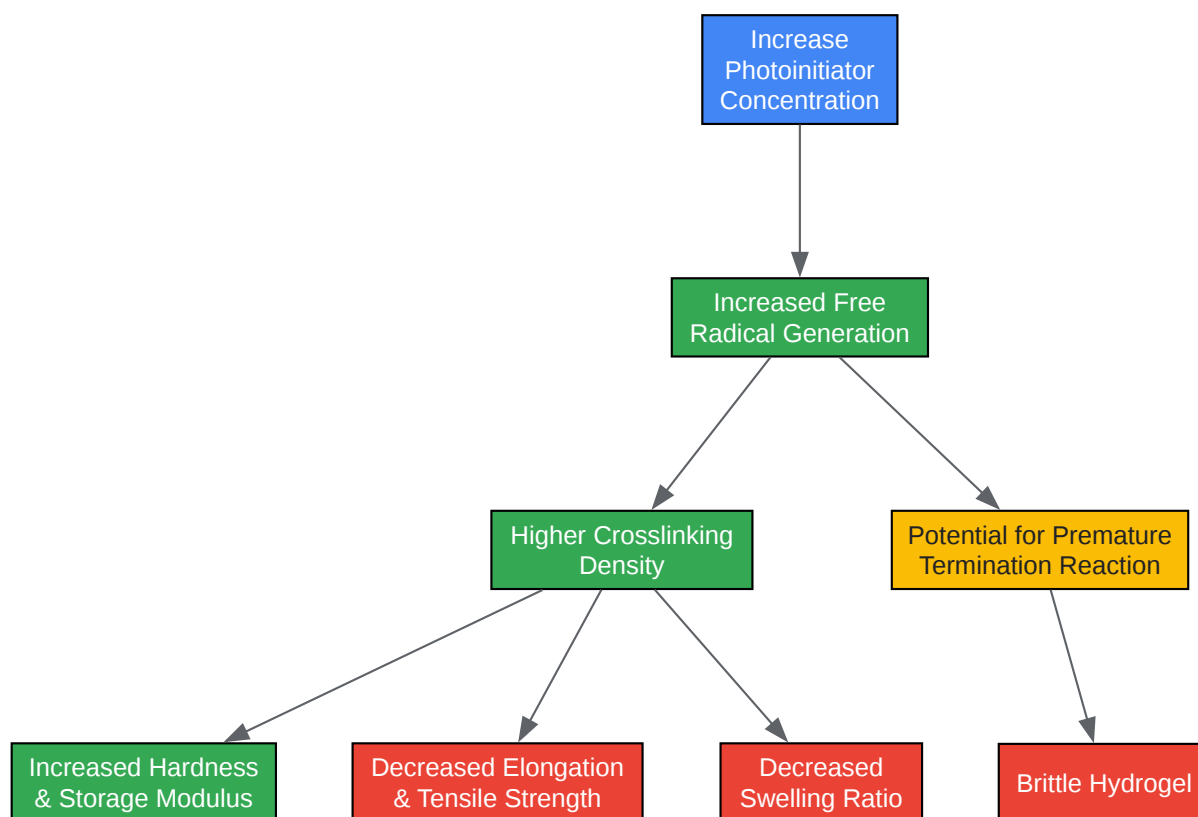 Increase
Photoinitiator
Concentration
Increased Free
Radical Generation
Higher Crosslinking
Density
Potential for Premature
Termination Reaction
Increased Hardness
& Storage Modulus
Decreased Elongation
& Tensile Strength
Decreased
Swelling Ratio
Brittle Hydrogel